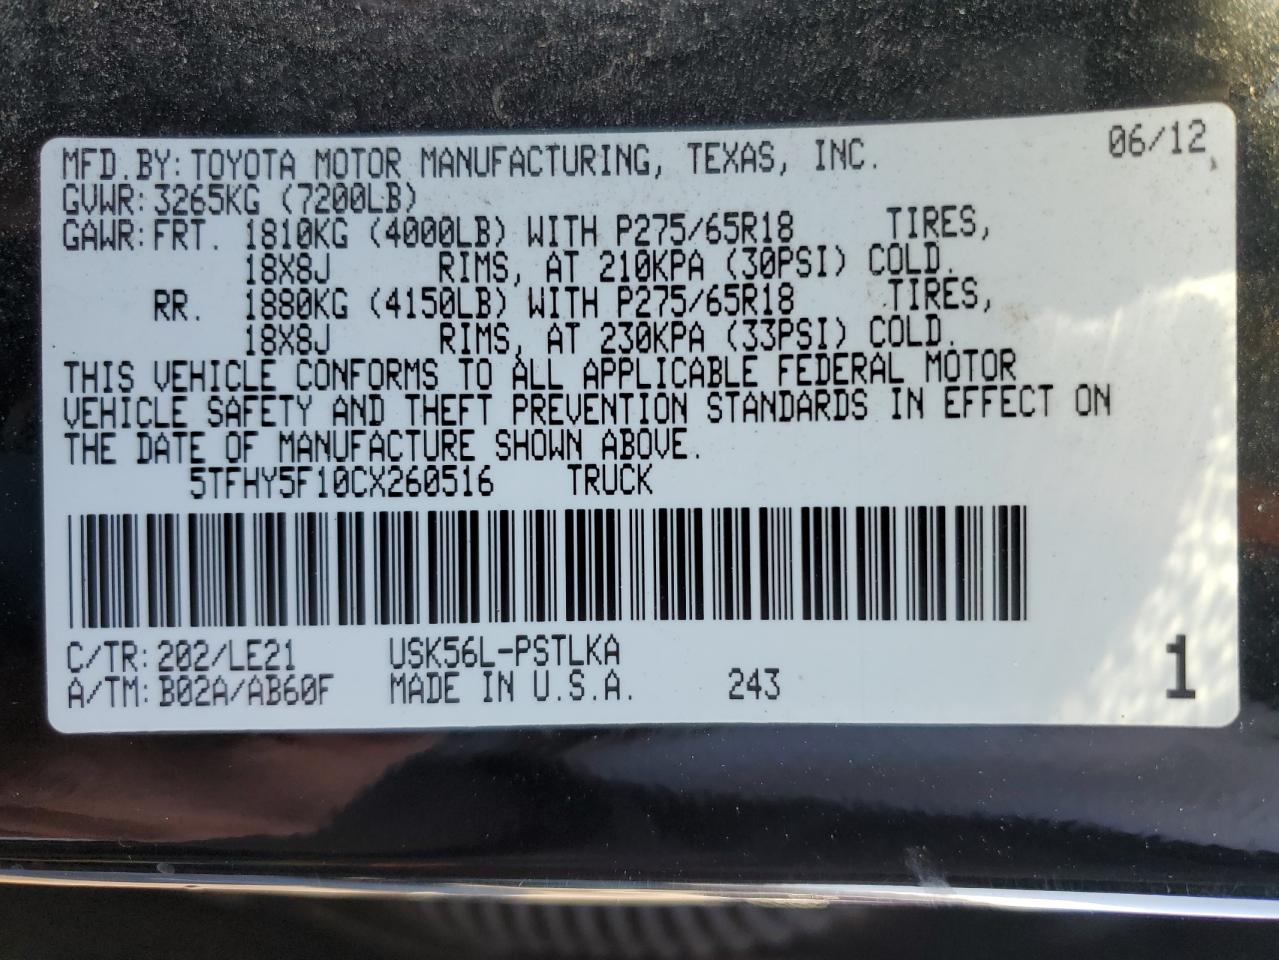 MFD.BY:TOYOTA MOTOR MANUFACTURING, TEXAS, INC. 06/12
GVWR:3265KG (7200LB)
GAWR:FRT. 1810KG (4000LB) WITH P275/65R18 TIRES,
18X8J RIMS, AT 210KPA (30PSI) COLD.
RR. 1880KG (4150LB) WITH P275/65R18 TIRES,
18X8J RIMS, AT 230KPA (33PSI) COLD.
THIS VEHICLE CONFORMS TO ALL APPLICABLE FEDERAL MOTOR
VEHICLE SAFETY AND THEFT PREVENTION STANDARDS IN EFFECT ON
THE DATE OF MANUFACTURE SHOWN ABOVE.
5TFHY5F10CX260516 TRUCK
C/TR:202/LE21 USK56L-PSTLKA
A/TM:B02A/AB60F MADE IN U.S.A. 243 1